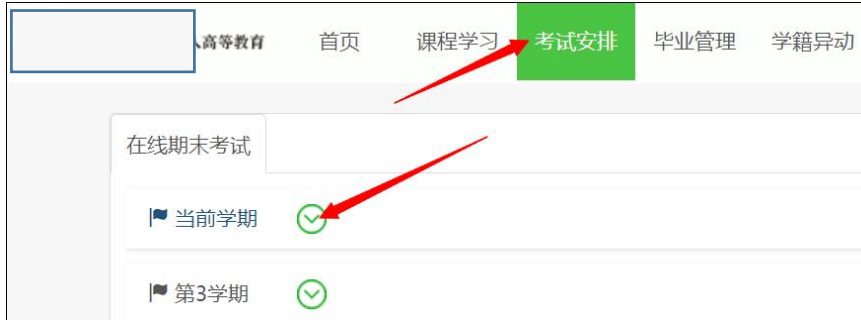 人高等教育 首页 课程学习 考试安排 毕业管理 学籍异动
在线期末考试
当前学期
第3学期